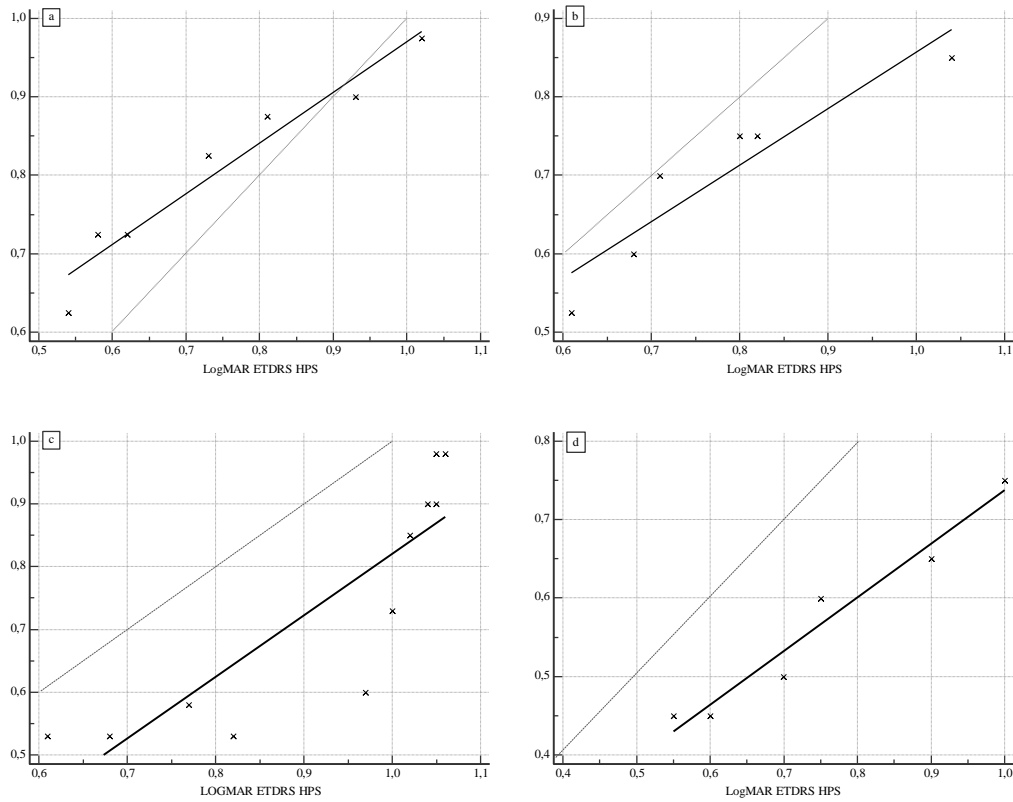 a
1,0
0,9
0,8
0,7
0,6
0,5 0,6 0,7 0,8 0,9 1,0 1,1
LogMAR ETDRS HPS
b
0,9
0,8
0,7
0,6
0,5
0,6 0,7 0,8 0,9 1,0 1,1
LogMAR ETDRS HPS
c
1,0
0,9
0,8
0,7
0,6
0,5
0,6 0,7 0,8 0,9 1,0 1,1
LOGMAR ETDRS HPS
d
0,8
0,7
0,6
0,5
0,4
0,4 0,5 0,6 0,7 0,8 0,9 1,0
LogMAR ETDRS HPS